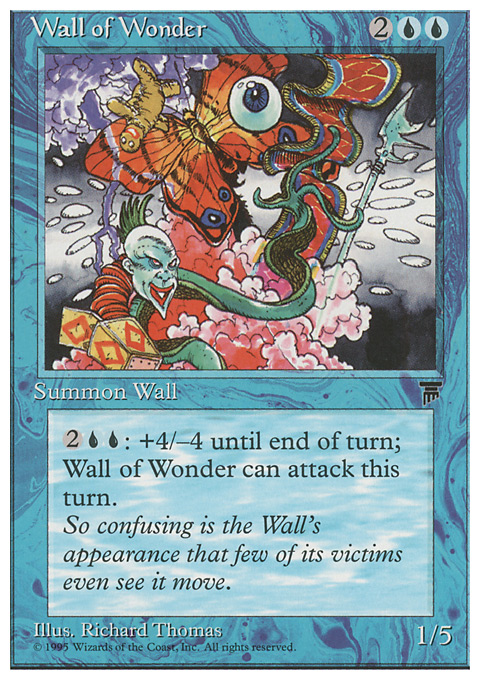 Wall of Wonder 2
Summon Wall
2: +4/–4 until end of turn;
Wall of Wonder can attack this
turn.
So confusing is the Wall's
appearance that few of its victims
even see it move.
Illus. Richard Thomas
© 1995 Wizards of the Coast, Inc. All rights reserved. 1/5